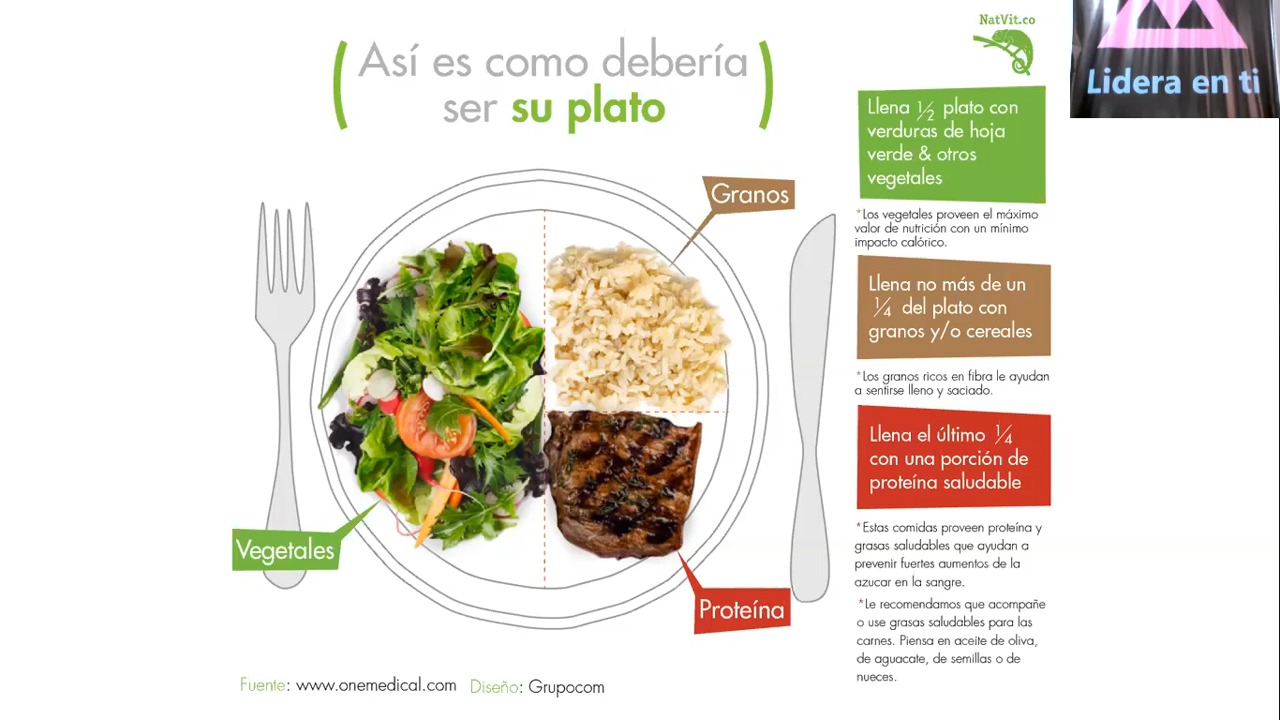 NatVit.co
Lidera en ti
Así es como debería
ser su plato
Llena ½ plato con
verduras de hoja
verde & otros
vegetales
*Los vegetales proveen el máximo
valor de nutrición con un mínimo
impacto calórico.
Granos
Llena no más de un
¼ del plato con
granos y/o cereales
*Los granos ricos en fibra le ayudan
a sentirse lleno y saciado.
Llena el último ¼
con una porción de
proteína saludable
*Estas comidas proveen proteína y
grasas saludables que ayudan a
prevenir fuertes aumentos de la
azucar en la sangre.
Vegetales
Proteína
*Le recomendamos que acompañe
o use grasas saludables para las
carnes. Piensa en aceite de oliva,
de aguacate, de semillas o de
nueces.
Fuente: www.onemedical.com Diseño: Grupocom